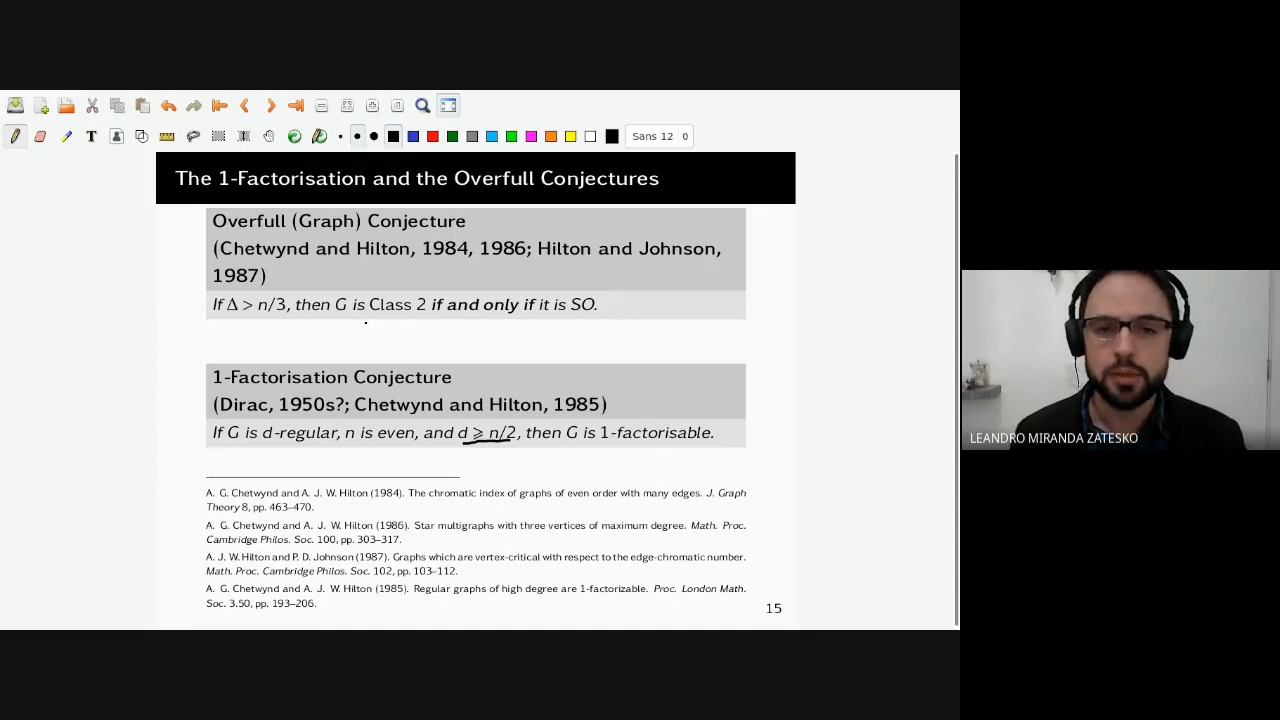 T
Sans 12 0
The 1-Factorisation and the Overfull Conjectures
Overfull (Graph) Conjecture
(Chetwynd and Hilton, 1984, 1986; Hilton and Johnson,
1987)
If Δ > n/3, then G is Class 2 if and only if it is SO.
1-Factorisation Conjecture
(Dirac, 1950s?; Chetwynd and Hilton, 1985)
If G is d-regular, n is even, and d ⩾ n/2, then G is 1-factorisable.
A. G. Chetwynd and A. J. W. Hilton (1984). The chromatic index of graphs of even order with many edges. J. Graph
Theory 8, pp. 463–470.
A. G. Chetwynd and A. J. W. Hilton (1986). Star multigraphs with three vertices of maximum degree. Math. Proc.
Cambridge Philos. Soc. 100, pp. 303–317.
A. J. W. Hilton and P. D. Johnson (1987). Graphs which are vertex-critical with respect to the edge-chromatic number.
Math. Proc. Cambridge Philos. Soc. 102, pp. 103–112.
A. G. Chetwynd and A. J. W. Hilton (1985). Regular graphs of high degree are 1-factorizable. Proc. London Math.
Soc. 3.50, pp. 193–206.
15
LEANDRO MIRANDA ZATESKO